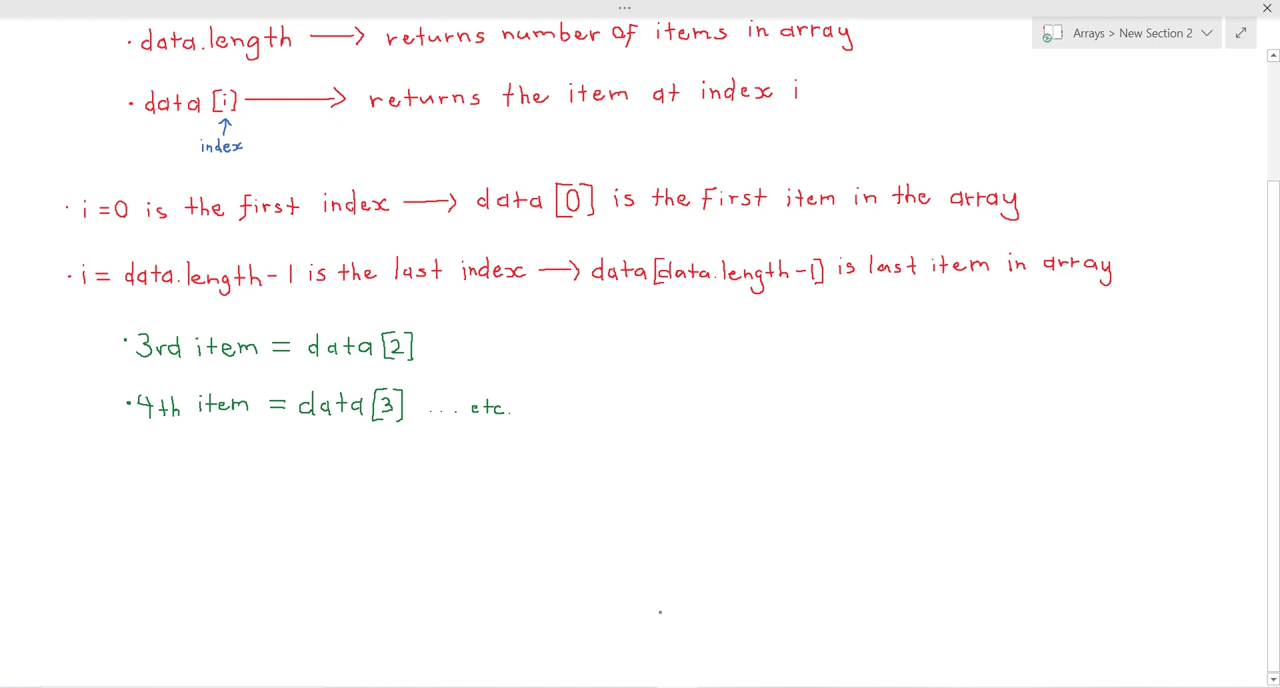 Arrays > New Section 2
· data.length → returns number of items in array
· data [i] → returns the item at index i
↑
index
· i=0 is the first index → data [0] is the first item in the array
· i = data.length-1 is the last index → data[data.length-1] is last item in array
· 3rd item = data [2]
· 4th item = data [3] ... etc.